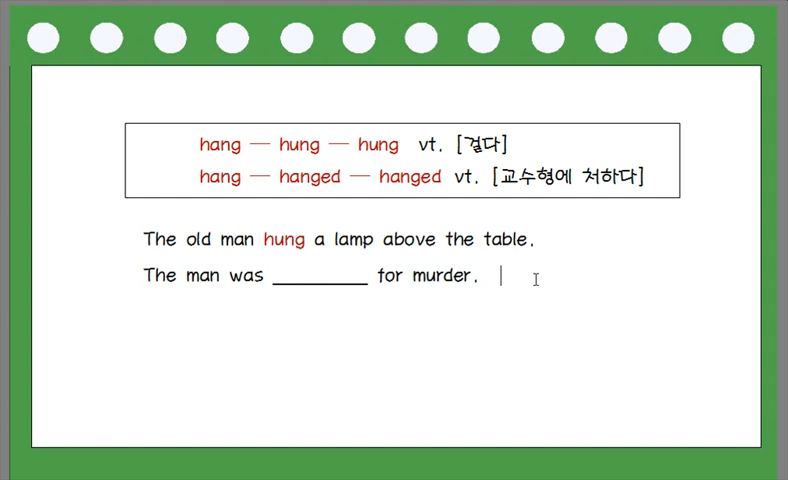 hang — hung — hung vt. [걸다]
hang — hanged — hanged vt. [교수형에 처하다]
The old man hung a lamp above the table.
The man was _________ for murder.